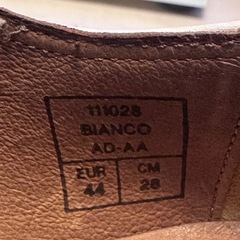 111028
BIANCO
AD-AA
EUR CM
44 28